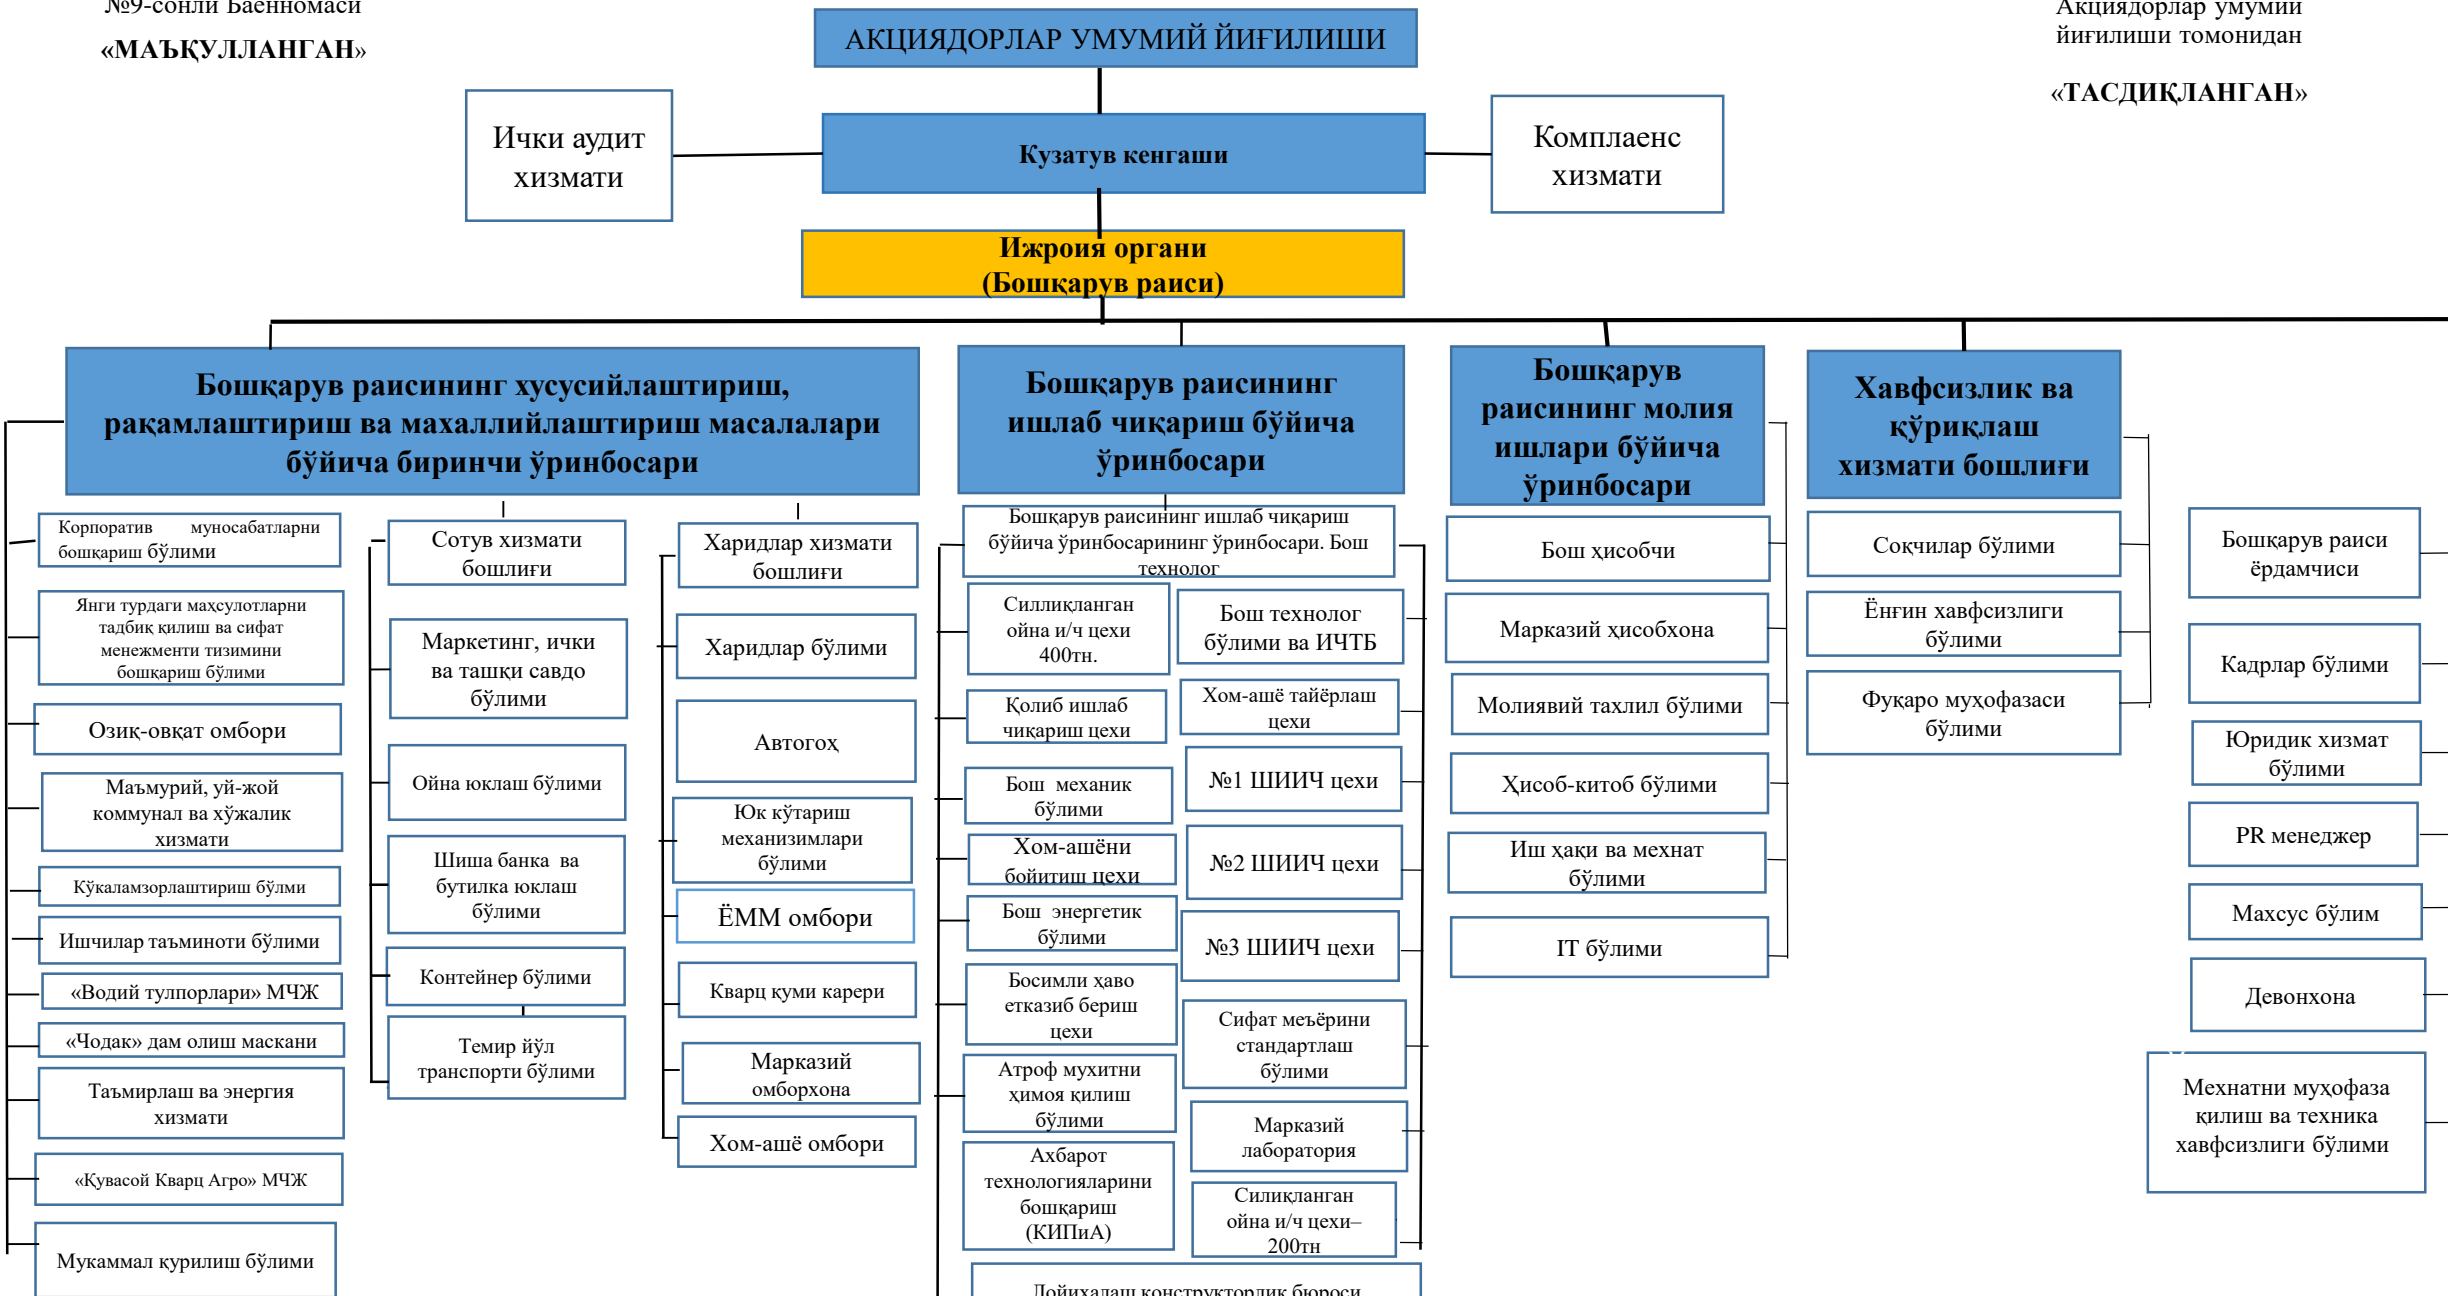 №9-сонли Баённомаси
«МАЪҚУЛЛАНГАН»
Акциядорлар умумий
йиғилиши томонидан
«ТАСДИҚЛАНГАН»
АКЦИЯДОРЛАР УМУМИЙ ЙИҒИЛИШИ
Ички аудит
хизмати
Кузатув кенгаши
Комплаенс
хизмати
Ижроия органи
(Бошқарув раиси)
Бошқарув раисининг хусусийлаштириш,
рақамлаштириш ва махаллийлаштириш масалалари
бўйича биринчи ўринбосари
Бошқарув раисининг
ишлаб чиқариш бўйича
ўринбосари
Бошқарув
раисининг молия
ишлари бўйича
ўринбосари
Хавфсизлик ва
қўриқлаш
хизмати бошлиғи
Корпоратив муносабатларни
бошқариш бўлими
Янги турдаги маҳсулотларни
тадбиқ қилиш ва сифат
менежменти тизимини
бошқариш бўлими
Озиқ-овқат омбори
Маъмурий, уй-жой
коммунал ва хўжалик
хизмати
Кўкаламзорлаштириш бўлми
Ишчилар таъминоти бўлими
«Водий тулпорлари» МЧЖ
«Чодак» дам олиш маскани
Таъмирлаш ва энергия
хизмати
«Қувасой Кварц Агро» МЧЖ
Мукаммал қурилиш бўлими
Сотув хизмати
бошлиғи
Маркетинг, ички
ва ташқи савдо
бўлими
Ойна юклаш бўлими
Шиша банка ва
бутилка юклаш
бўлими
Контейнер бўлими
Темир йўл
транспорти бўлими
Харидлар хизмати
бошлиғи
Харидлар бўлими
Автогоҳ
Юк кўтариш
механизимлари
бўлими
ЁММ омбори
Кварц қуми карери
Марказий
омборхона
Хом-ашё омбори
Бошқарув раисининг ишлаб чиқариш
бўйича ўринбосарининг ўринбосари. Бош
технолог
Силлиқланган
ойна и/ч цехи
400тн.
Қолиб ишлаб
чиқариш цехи
Бош механик
бўлими
Хом-ашёни
бойитиш цехи
Бош энергетик
бўлими
Босимли ҳаво
етказиб бериш
цехи
Атроф мухитни
ҳимоя қилиш
бўлими
Ахбарот
технологияларини
бошқариш
(КИПиА)
Бош технолог
бўлими ва ИЧТБ
Хом-ашё тайёрлаш
цехи
№1 ШИИЧ цехи
№2 ШИИЧ цехи
№3 ШИИЧ цехи
Сифат меъёрини
стандартлаш
бўлими
Марказий
лаборатория
Силиқланган
ойна и/ч цехи–
200тн
Лойихалаш конструкторлик бюроси
Бош ҳисобчи
Марказий ҳисобхона
Молиявий тахлил бўлими
Ҳисоб-китоб бўлими
Иш ҳақи ва мехнат
бўлими
IT бўлими
Соқчилар бўлими
Ёнғин хавфсизлиги
бўлими
Фуқаро муҳофазаси
бўлими
Бошқарув раиси
ёрдамчиси
Кадрлар бўлими
Юридик хизмат
бўлими
PR менеджер
Махсус бўлим
Девонхона
Мехнатни муҳофаза
қилиш ва техника
хавфсизлиги бўлими